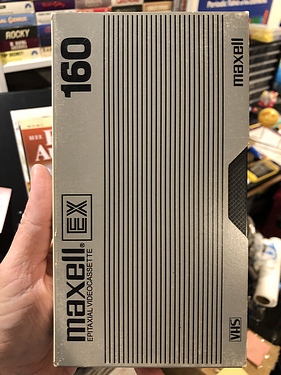 maxell® EX
EPITAXIAL VIDEOCASSETTE
160
maxell
VHS
ROCKY